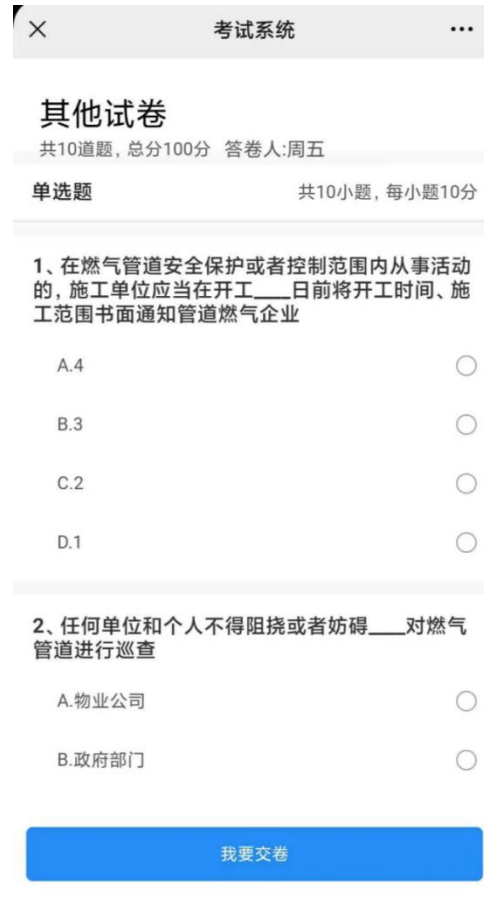 考试系统
其他试卷
共10道题, 总分100分 答卷人:周五
单选题 共10小题, 每小题10分
1、在燃气管道安全保护或者控制范围内从事活动
的, 施工单位应当在开工____日前将开工时间、施
工范围书面通知管道燃气企业
A.4
B.3
C.2
D.1
2、任何单位和个人不得阻挠或者妨碍____对燃气
管道进行巡查
A.物业公司
B.政府部门
我要交卷